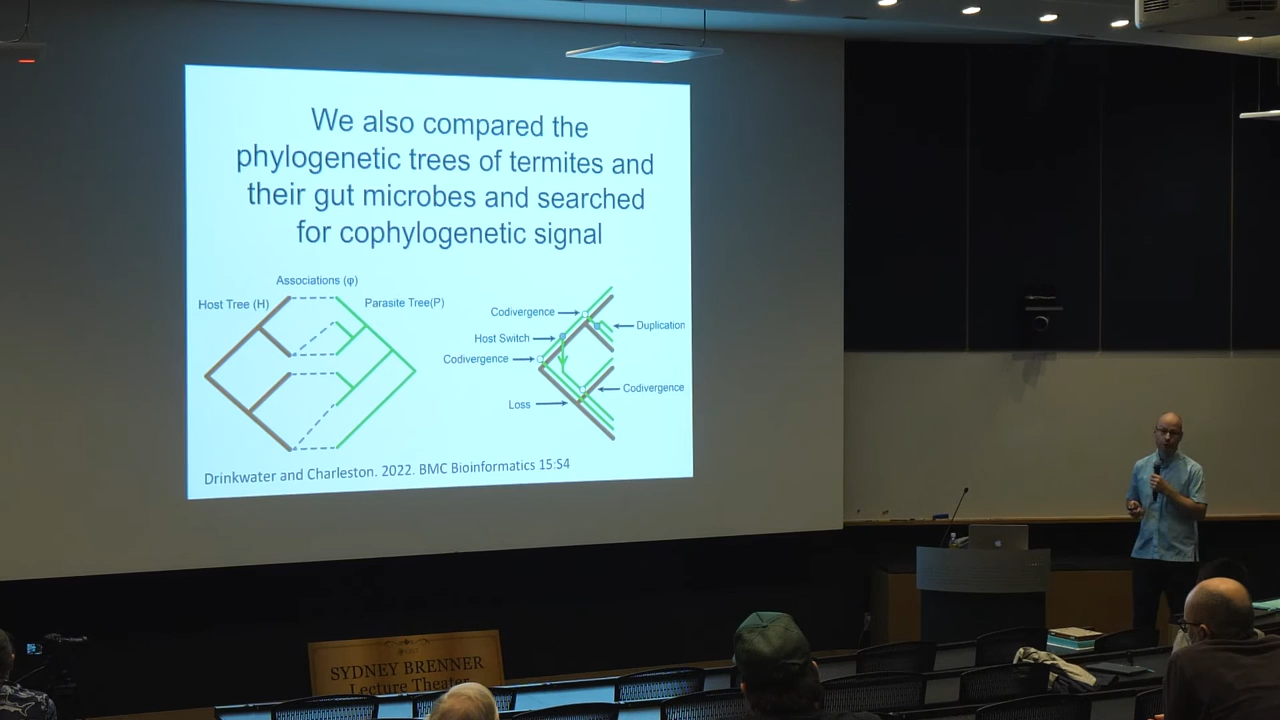 We also compared the
phylogenetic trees of termites and
their gut microbes and searched
for cophylogenetic signal
Associations (φ)
Host Tree (H)
Parasite Tree(P)
Codivergence
Duplication
Host Switch
Codivergence
Codivergence
Loss
Drinkwater and Charleston. 2022. BMC Bioinformatics 15:S4
SYDNEY BRENNER
Lecture Theater